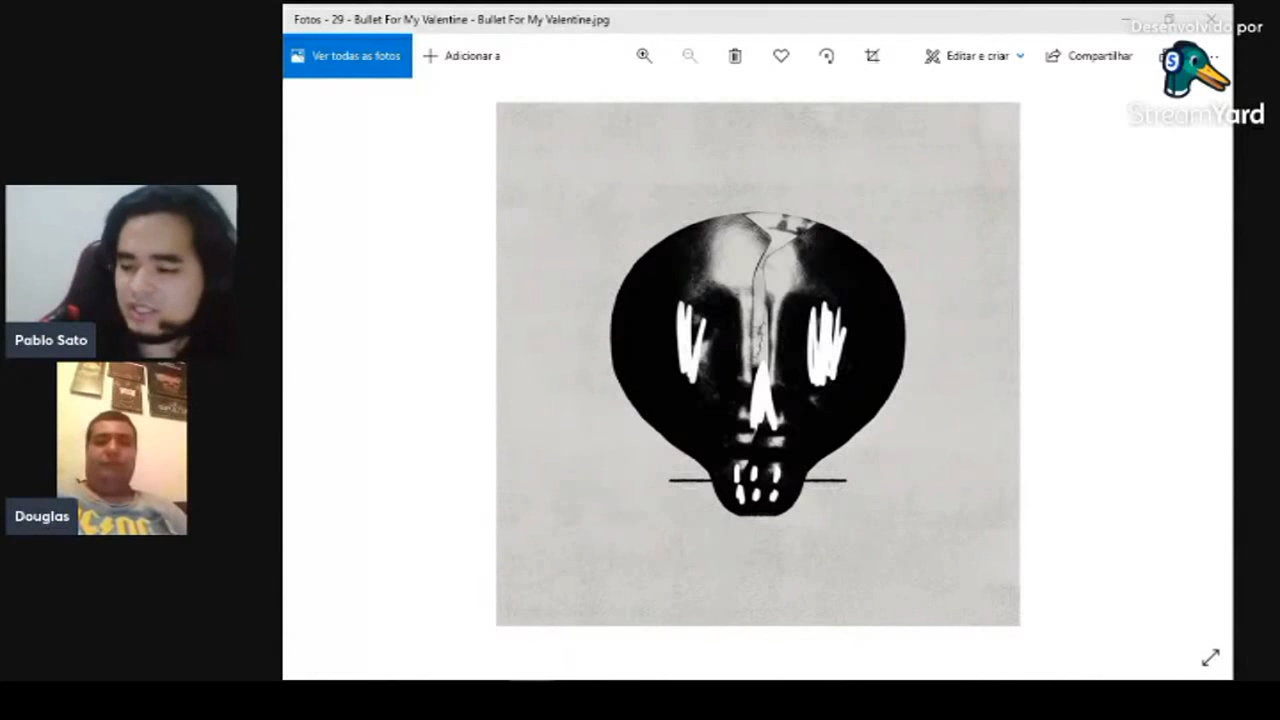 Fotos - 29 - Bullet For My Valentine - Bullet For My Valentine.jpg
Desenvolvido por
Ver todas as fotos
Adicionar a
Editar e criar
Compartilhar
S
StreamYard
Pablo Sato
Douglas